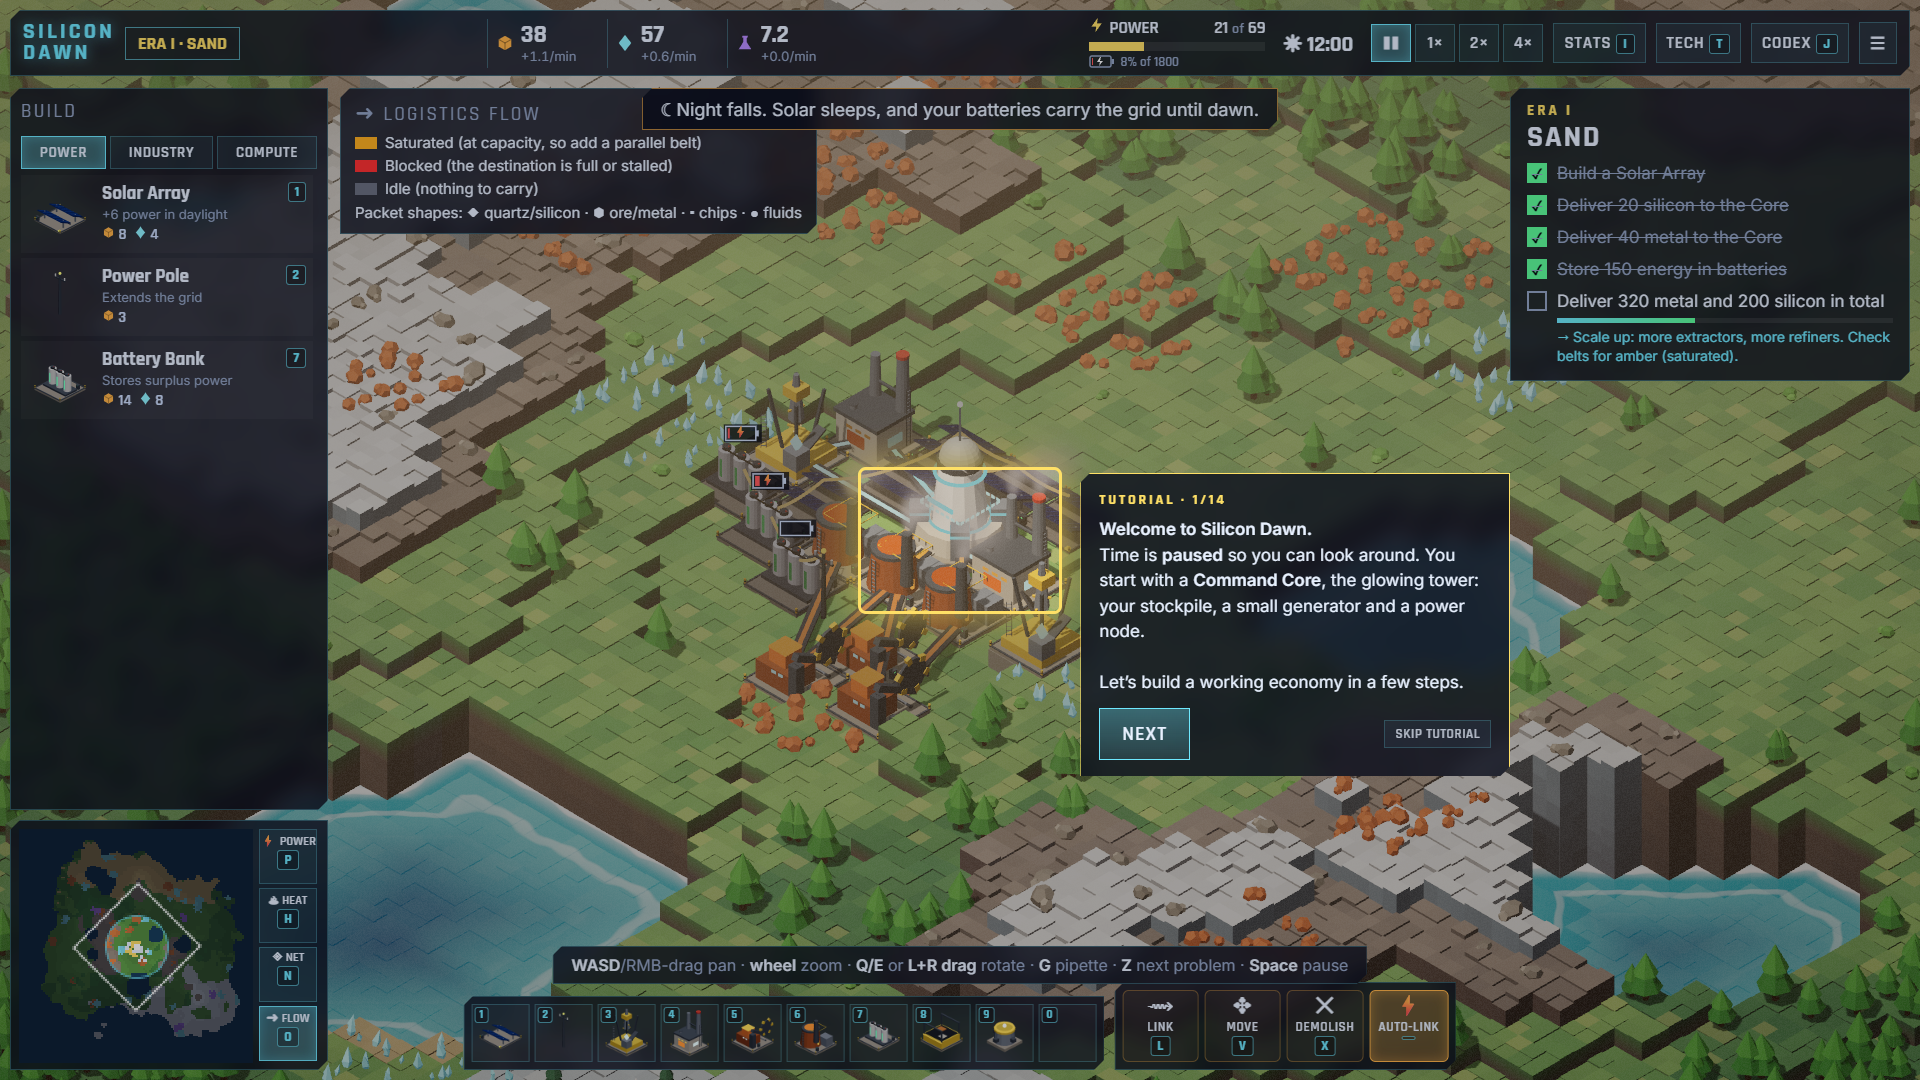 SILICON
DAWN
ERA I · SAND
38
+1.1/min
57
+0.6/min
7.2
+0.0/min
POWER
21 of 69
8% of 1800
12:00
1×
2×
4×
STATS I
TECH T
CODEX J
BUILD
POWER
INDUSTRY
COMPUTE
Solar Array
1
+6 power in daylight
8
4
Power Pole
2
Extends the grid
3
Battery Bank
7
Stores surplus power
14
8
→ LOGISTICS FLOW
Saturated (at capacity, so add a parallel belt)
Blocked (the destination is full or stalled)
Idle (nothing to carry)
Packet shapes: ◆ quartz/silicon · ⬢ ore/metal · ▪ chips · ● fluids
☾ Night falls. Solar sleeps, and your batteries carry the grid until dawn.
ERA I
SAND
Build a Solar Array
Deliver 20 silicon to the Core
Deliver 40 metal to the Core
Store 150 energy in batteries
Deliver 320 metal and 200 silicon in total
→ Scale up: more extractors, more refiners. Check
belts for amber (saturated).
TUTORIAL · 1/14
Welcome to Silicon Dawn.
Time is paused so you can look around. You
start with a Command Core, the glowing tower:
your stockpile, a small generator and a power
node.
Let's build a working economy in a few steps.
NEXT
SKIP TUTORIAL
POWER
P
HEAT
H
NET
N
→ FLOW
O
WASD/RMB-drag pan · wheel zoom · Q/E or L+R drag rotate · G pipette · Z next problem · Space pause
1
2
3
4
5
6
7
8
9
0
LINK
L
MOVE
V
DEMOLISH
X
AUTO-LINK